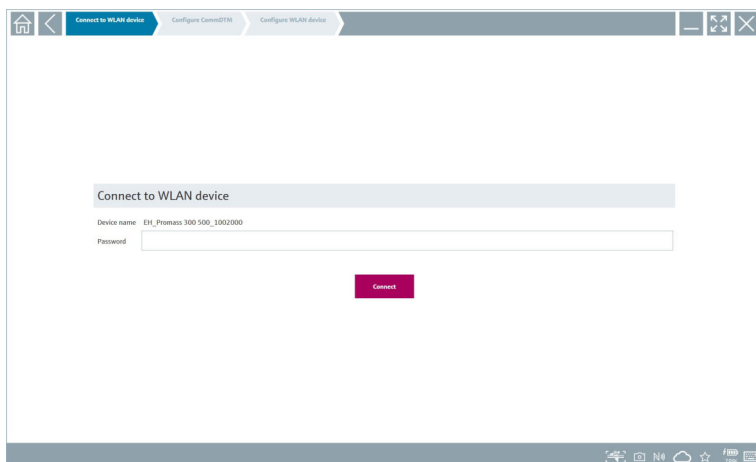 Connect to WLAN device
Configure CommDTM
Configure WLAN device
Connect to WLAN device
Device name EH_Promass 300 500_1002000
Password
Connect